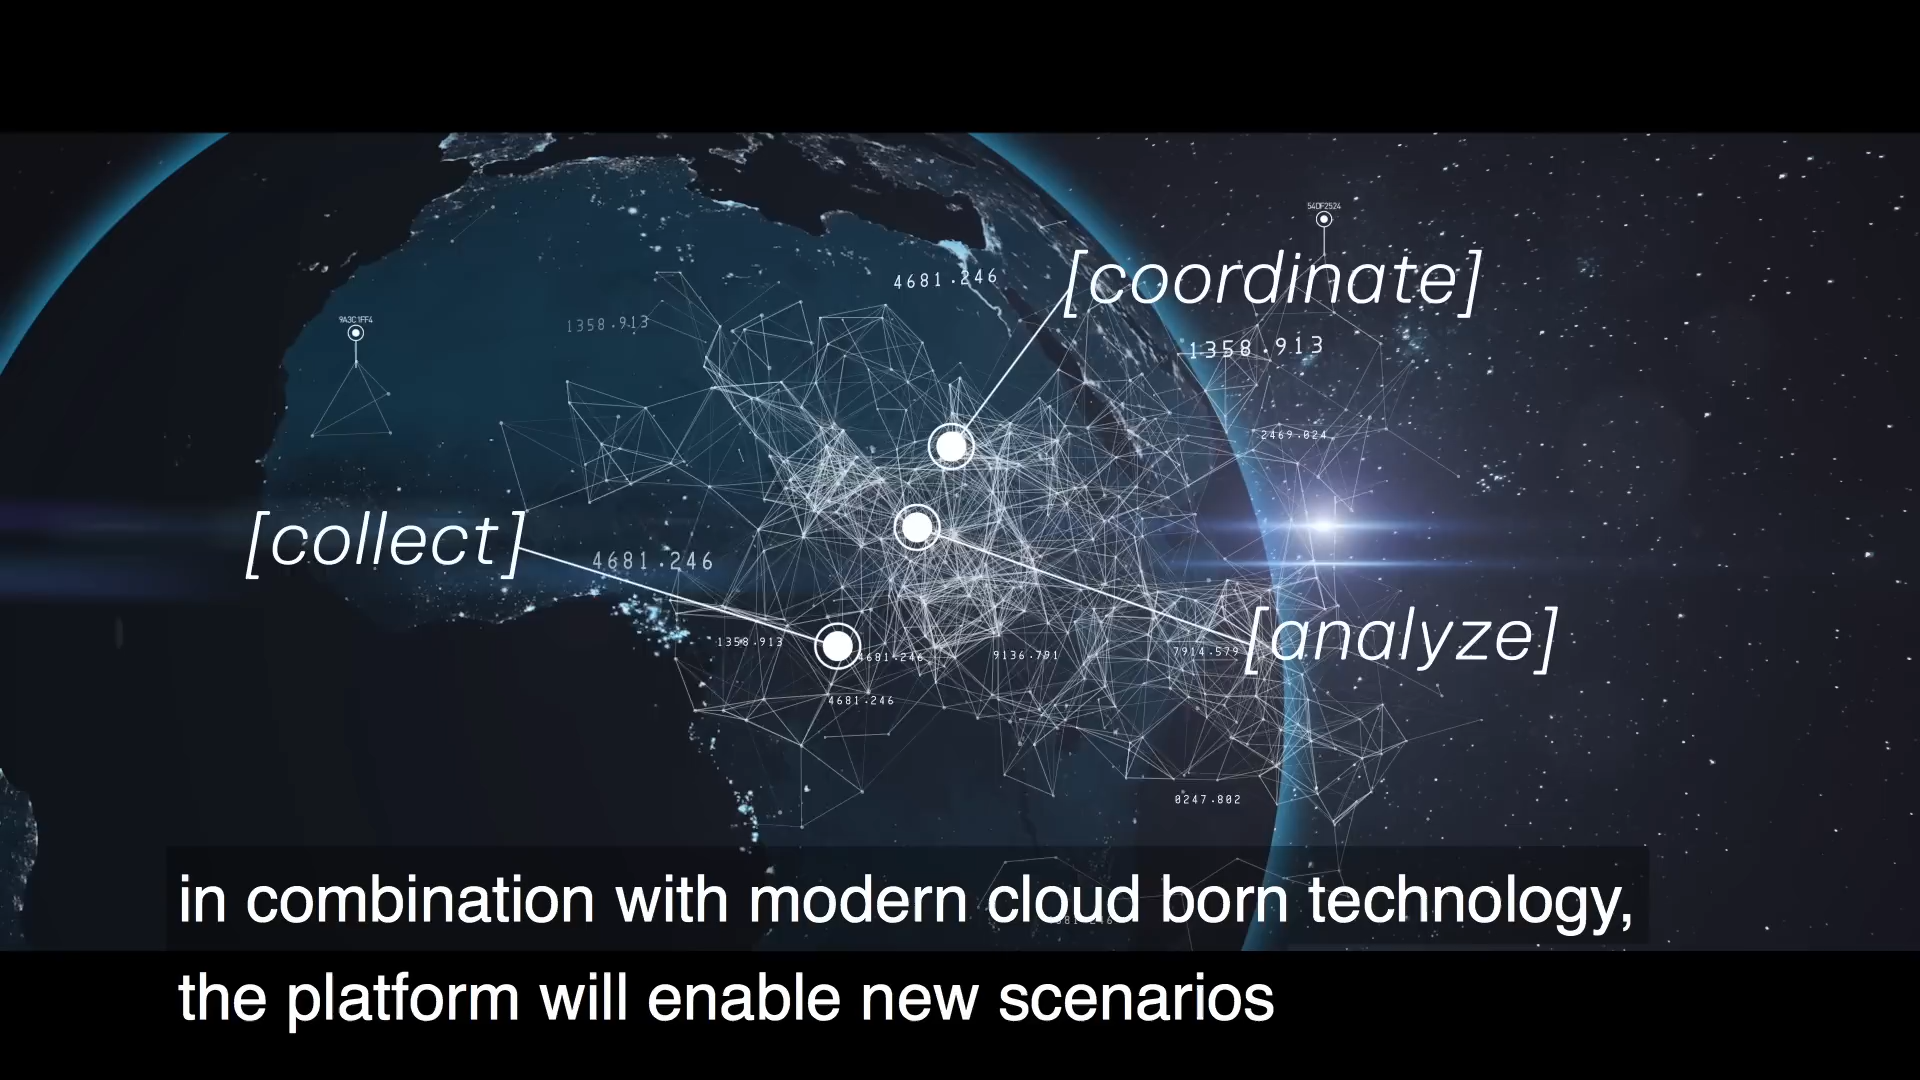 54DF2524
[coordinate]
4681.246
9A3C1FF4
1358.913
1358.913
2469.024
[collect]
4681.246
[analyze]
1358.913
4681.246
9136.791
7914.579
4681.246
0247.802
in combination with modern cloud born technology,
the platform will enable new scenarios